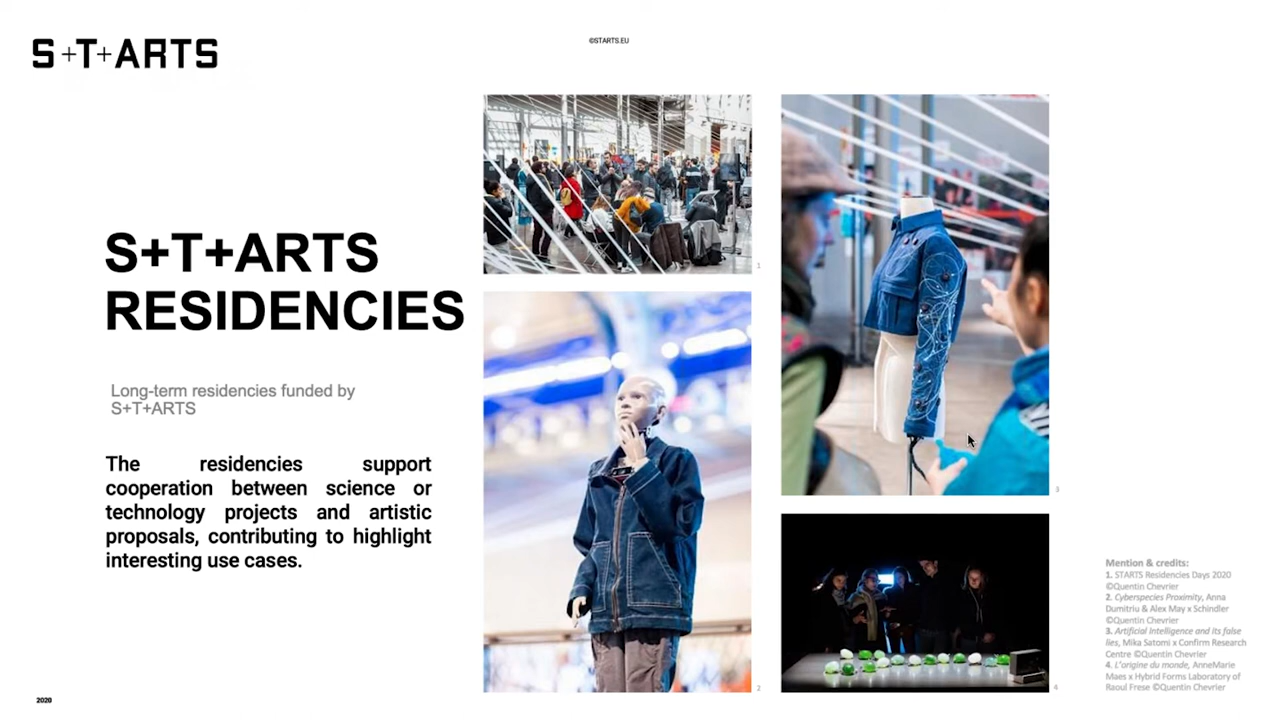 S+T+ARTS
©STARTS.EU
S+T+ARTS
RESIDENCIES
Long-term residencies funded by
S+T+ARTS
The residencies support
cooperation between science or
technology projects and artistic
proposals, contributing to highlight
interesting use cases.
1
2
3
4
Mention & credits:
1. STARTS Residencies Days 2020
©Quentin Chevrier
2. Cyberspecies Proximity, Anna
Dumitriu & Alex May x Schindler
©Quentin Chevrier
3. Artificial Intelligence and its false
lies, Mika Satomi x Confirm Research
Centre ©Quentin Chevrier
4. L'origine du monde, AnneMarie
Maes x Hybrid Forms Laboratory of
Raoul Frese ©Quentin Chevrier
2020